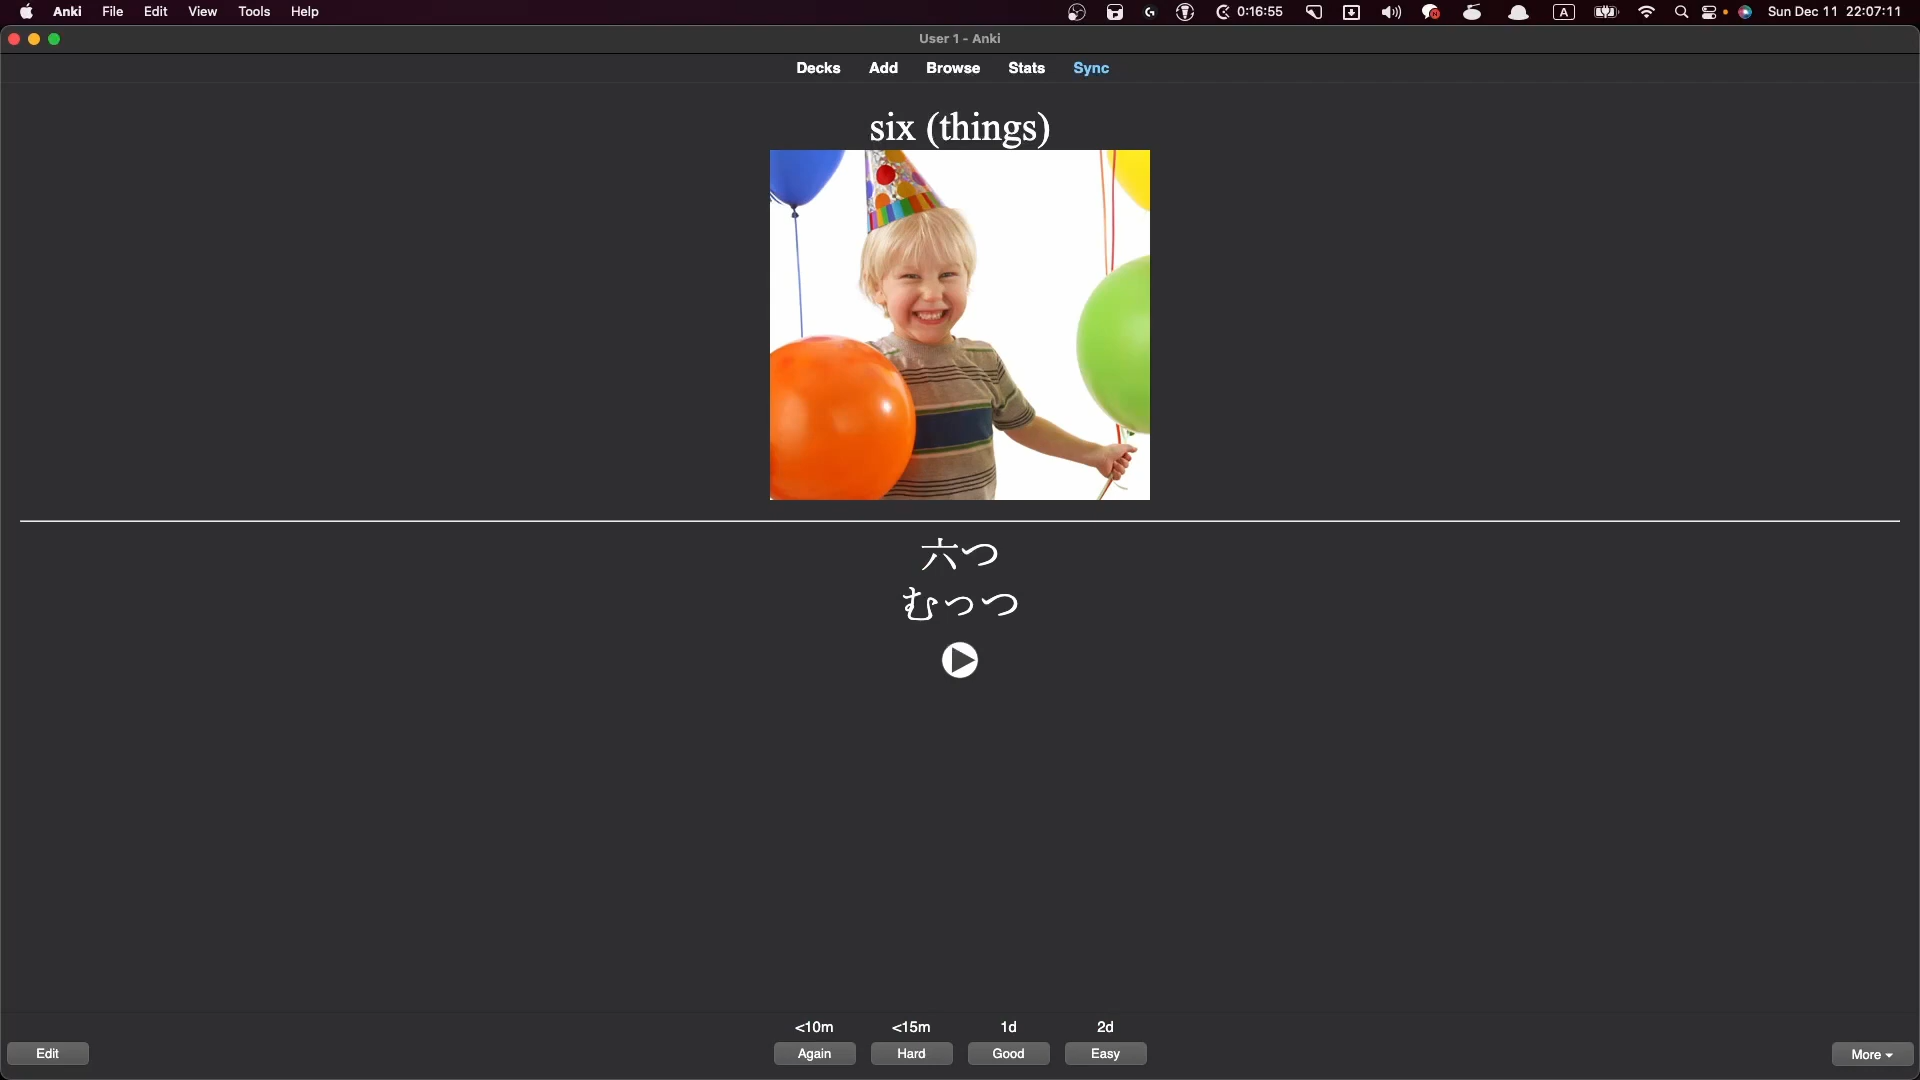 Anki File Edit View Tools Help 0:16:55 A Sun Dec 11 22:07:11
User 1 - Anki
Decks Add Browse Stats Sync
six (things)
六つ
むっつ
<10m <15m 1d 2d
Edit Again Hard Good Easy More